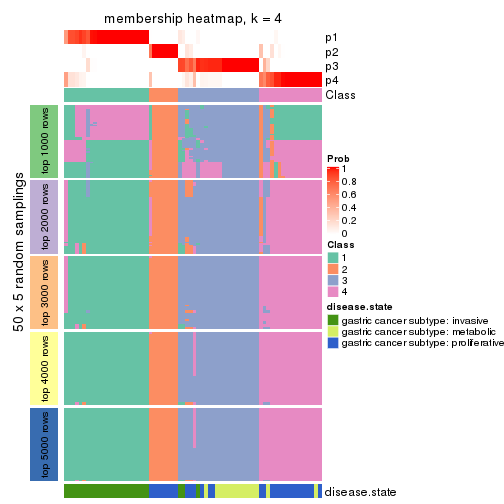 membership heatmap, k = 4
p1
p2
p3
p4
Class
50 x 5 random samplings
top 1000 rows
top 2000 rows
top 3000 rows
top 4000 rows
top 5000 rows
Prob
1
0.8
0.6
0.4
0.2
0
Class
1
2
3
4
disease.state
gastric cancer subtype: invasive
gastric cancer subtype: metabolic
gastric cancer subtype: proliferative
disease.state